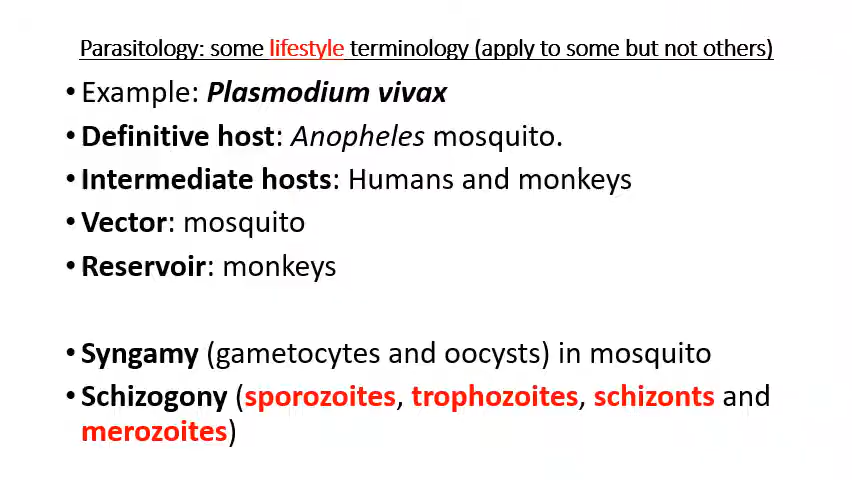 Parasitology: some lifestyle terminology (apply to some but not others)
• Example: Plasmodium vivax
• Definitive host: Anopheles mosquito.
• Intermediate hosts: Humans and monkeys
• Vector: mosquito
• Reservoir: monkeys
• Syngamy (gametocytes and oocysts) in mosquito
• Schizogony (sporozoites, trophozoites, schizonts and
merozoites)